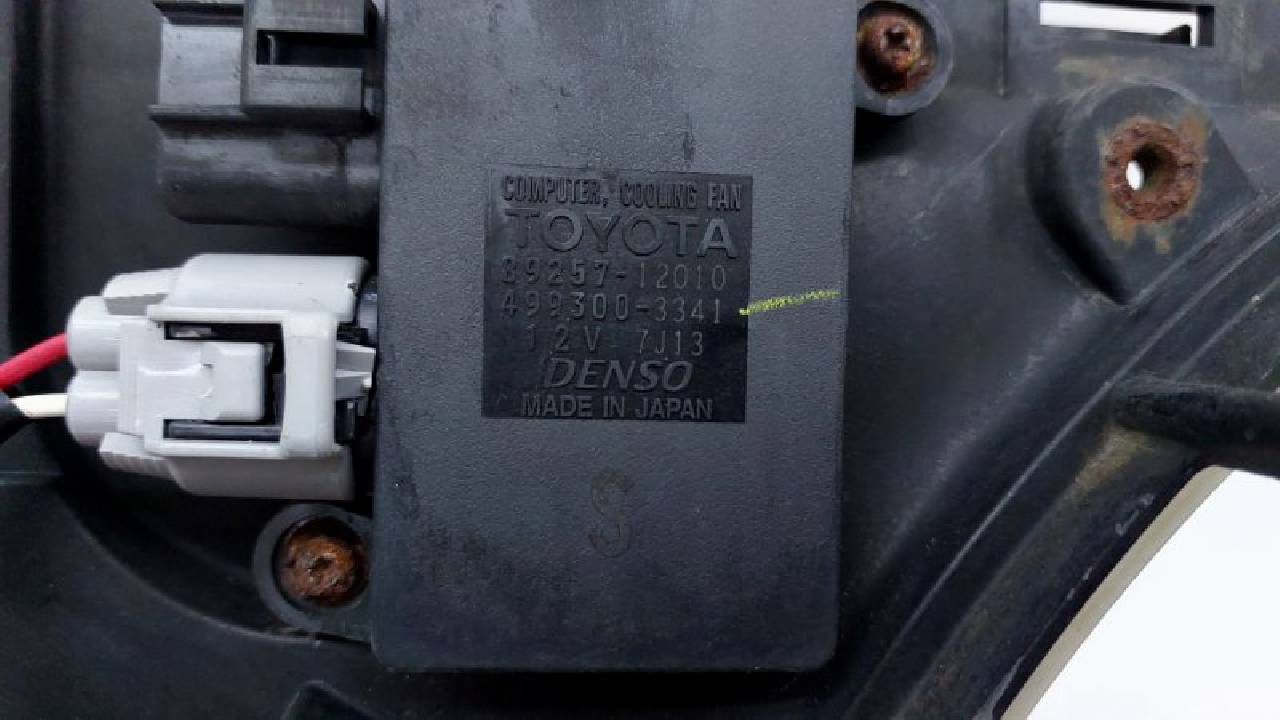 COMPUTER, COOLING FAN
TOYOTA
89257-12010
499300-3341
12V 7J13
DENSO
MADE IN JAPAN
S